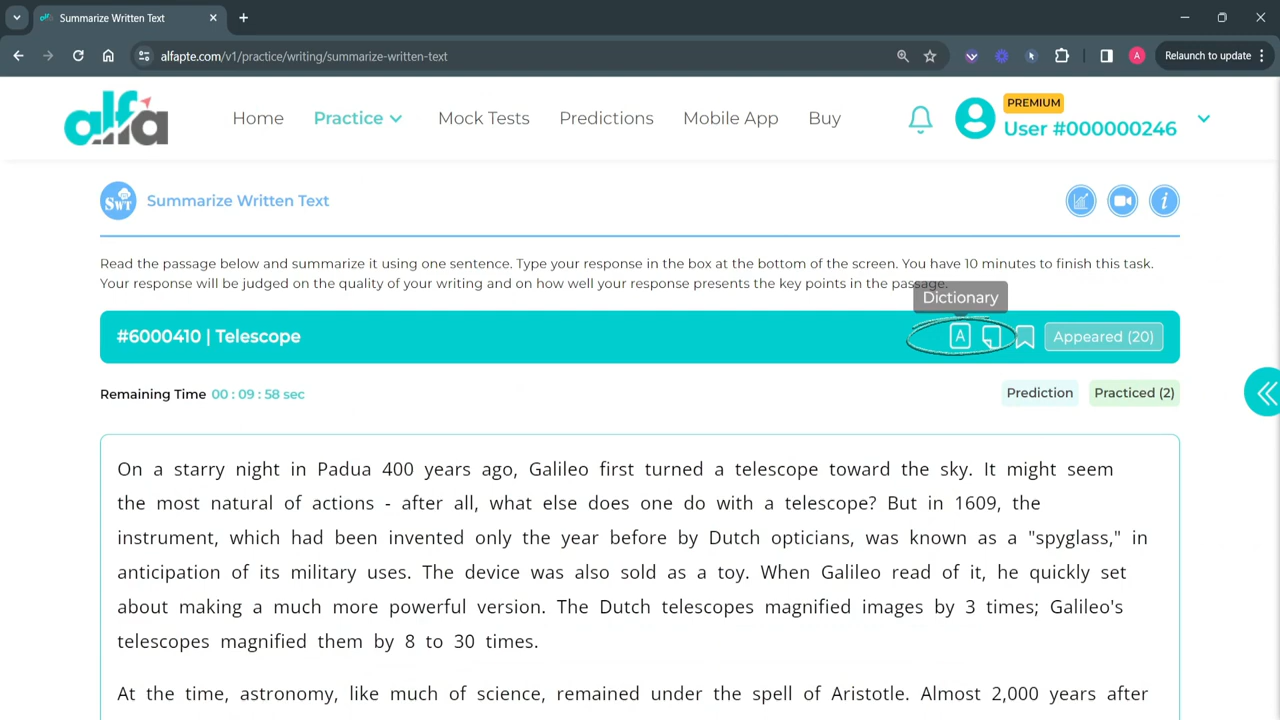 Summarize Written Text
alfapte.com/v1/practice/writing/summarize-written-text
A
Relaunch to update
alfa
Home
Practice
Mock Tests
Predictions
Mobile App
Buy
PREMIUM
User #000000246
SWT
Summarize Written Text
i
Read the passage below and summarize it using one sentence. Type your response in the box at the bottom of the screen. You have 10 minutes to finish this task.
Your response will be judged on the quality of your writing and on how well your response presents the key points in the passage.
Dictionary
#6000410 | Telescope
A
Appeared (20)
Remaining Time 00 : 09 : 58 sec
Prediction
Practiced (2)
On a starry night in Padua 400 years ago, Galileo first turned a telescope toward the sky. It might seem
the most natural of actions - after all, what else does one do with a telescope? But in 1609, the
instrument, which had been invented only the year before by Dutch opticians, was known as a "spyglass," in
anticipation of its military uses. The device was also sold as a toy. When Galileo read of it, he quickly set
about making a much more powerful version. The Dutch telescopes magnified images by 3 times; Galileo's
telescopes magnified them by 8 to 30 times.
At the time, astronomy, like much of science, remained under the spell of Aristotle. Almost 2,000 years after